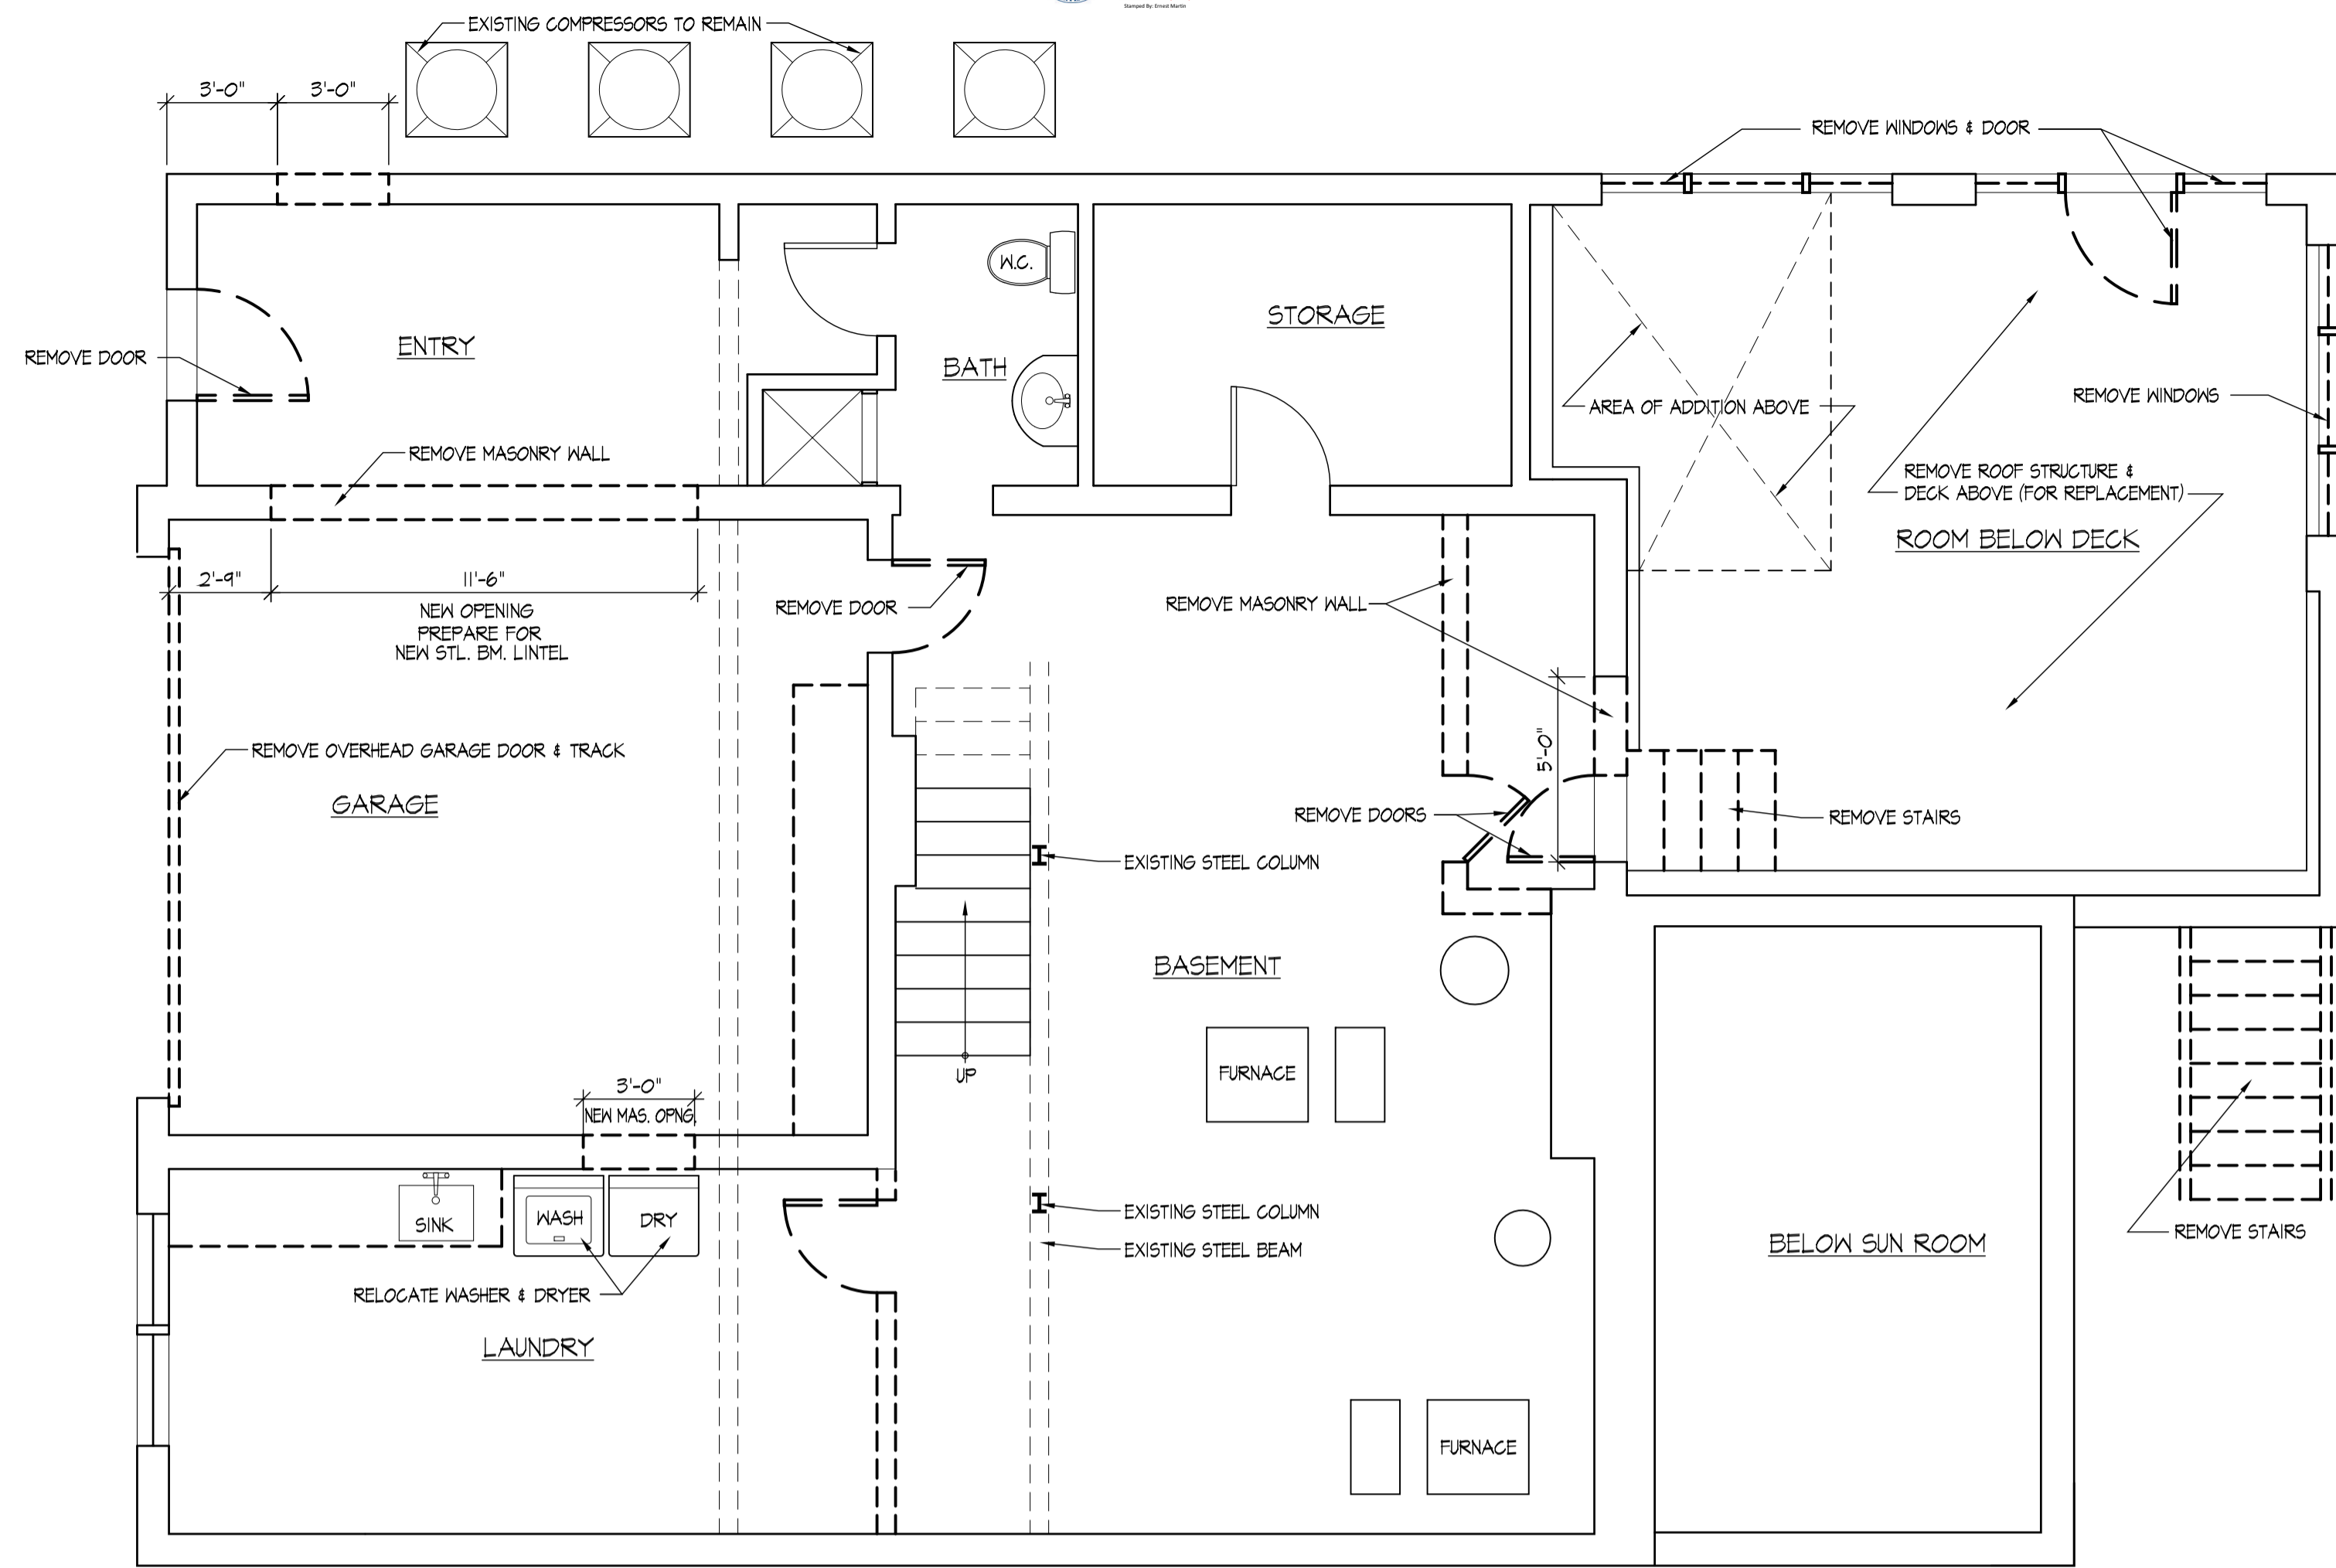 Stamped By: Ernest Martin
EXISTING COMPRESSORS TO REMAIN
3'-0"
3'-0"
REMOVE WINDOWS & DOOR
W.C.
STORAGE
ENTRY
REMOVE DOOR
BATH
REMOVE WINDOWS
AREA OF ADDITION ABOVE
REMOVE MASONRY WALL
REMOVE ROOF STRUCTURE &
DECK ABOVE (FOR REPLACEMENT)
ROOM BELOW DECK
2'-9"
11'-6"
NEW OPENING
PREPARE FOR
NEW STL. BM. LINTEL
REMOVE DOOR
REMOVE MASONRY WALL
5'-0"
REMOVE OVERHEAD GARAGE DOOR & TRACK
GARAGE
REMOVE DOORS
REMOVE STAIRS
EXISTING STEEL COLUMN
BASEMENT
FURNACE
UP
3'-0"
NEW MAS. OPNG.
SINK
WASH
DRY
EXISTING STEEL COLUMN
EXISTING STEEL BEAM
REMOVE STAIRS
BELOW SUN ROOM
RELOCATE WASHER & DRYER
LAUNDRY
FURNACE